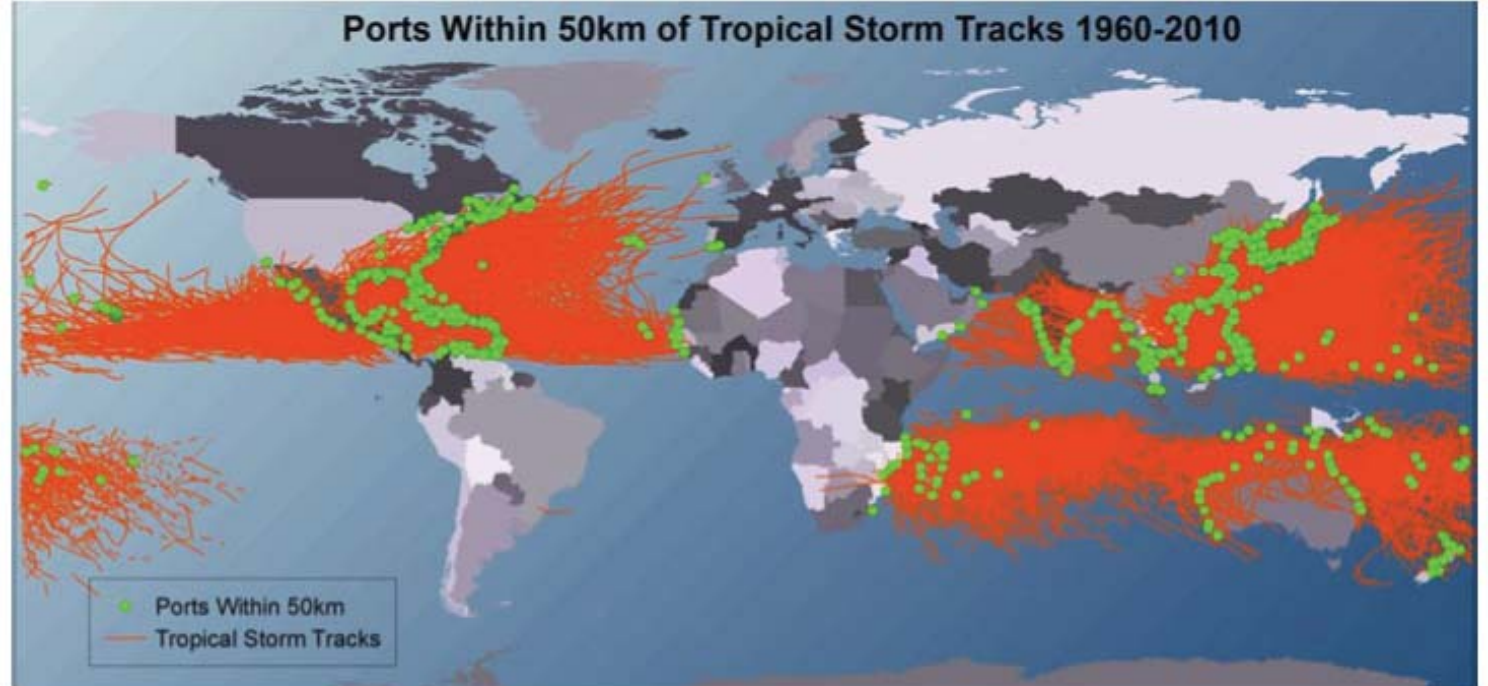 Ports Within 50km of Tropical Storm Tracks 1960-2010
Ports Within 50km
Tropical Storm Tracks